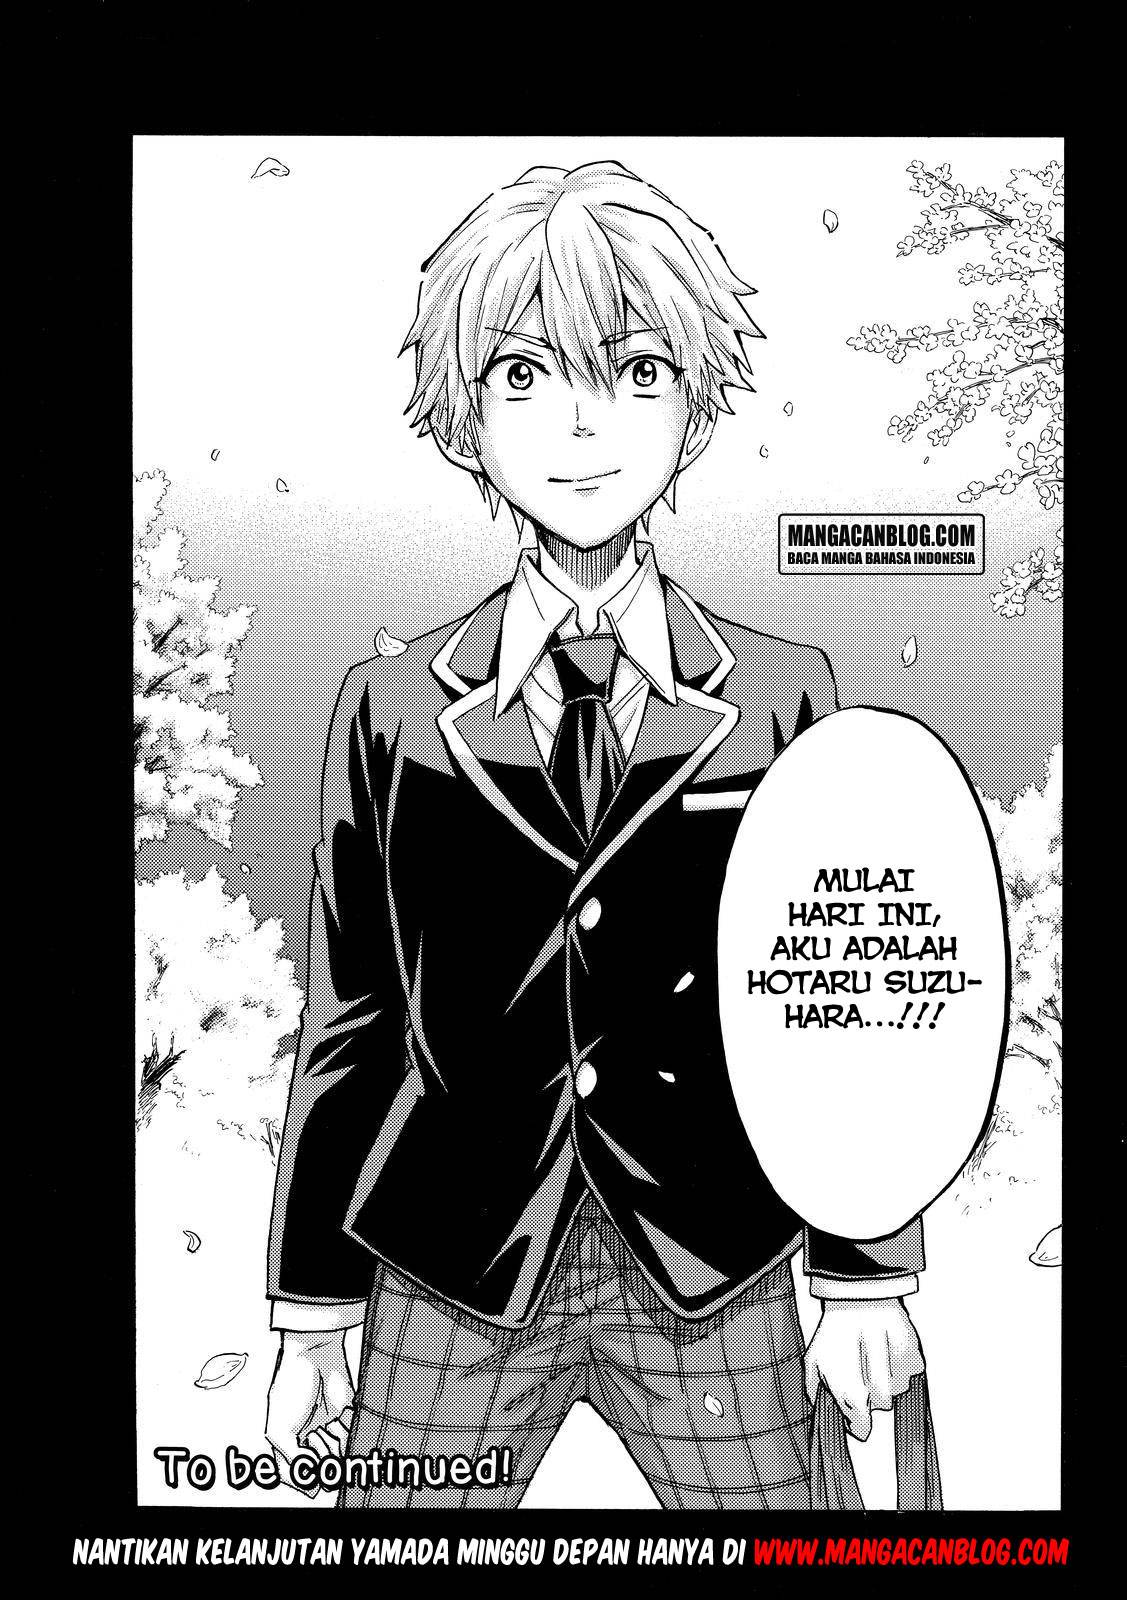 MANGACANBLOG.COM
BACA MANGA BAHASA INDONESIA
MULAI
HARI INI,
AKU ADALAH
HOTARU SUZU-
HARA...!!!
To be continued!
NANTIKAN KELANJUTAN YAMADA MINGGU DEPAN HANYA DI WWW.MANGACANBLOG.COM